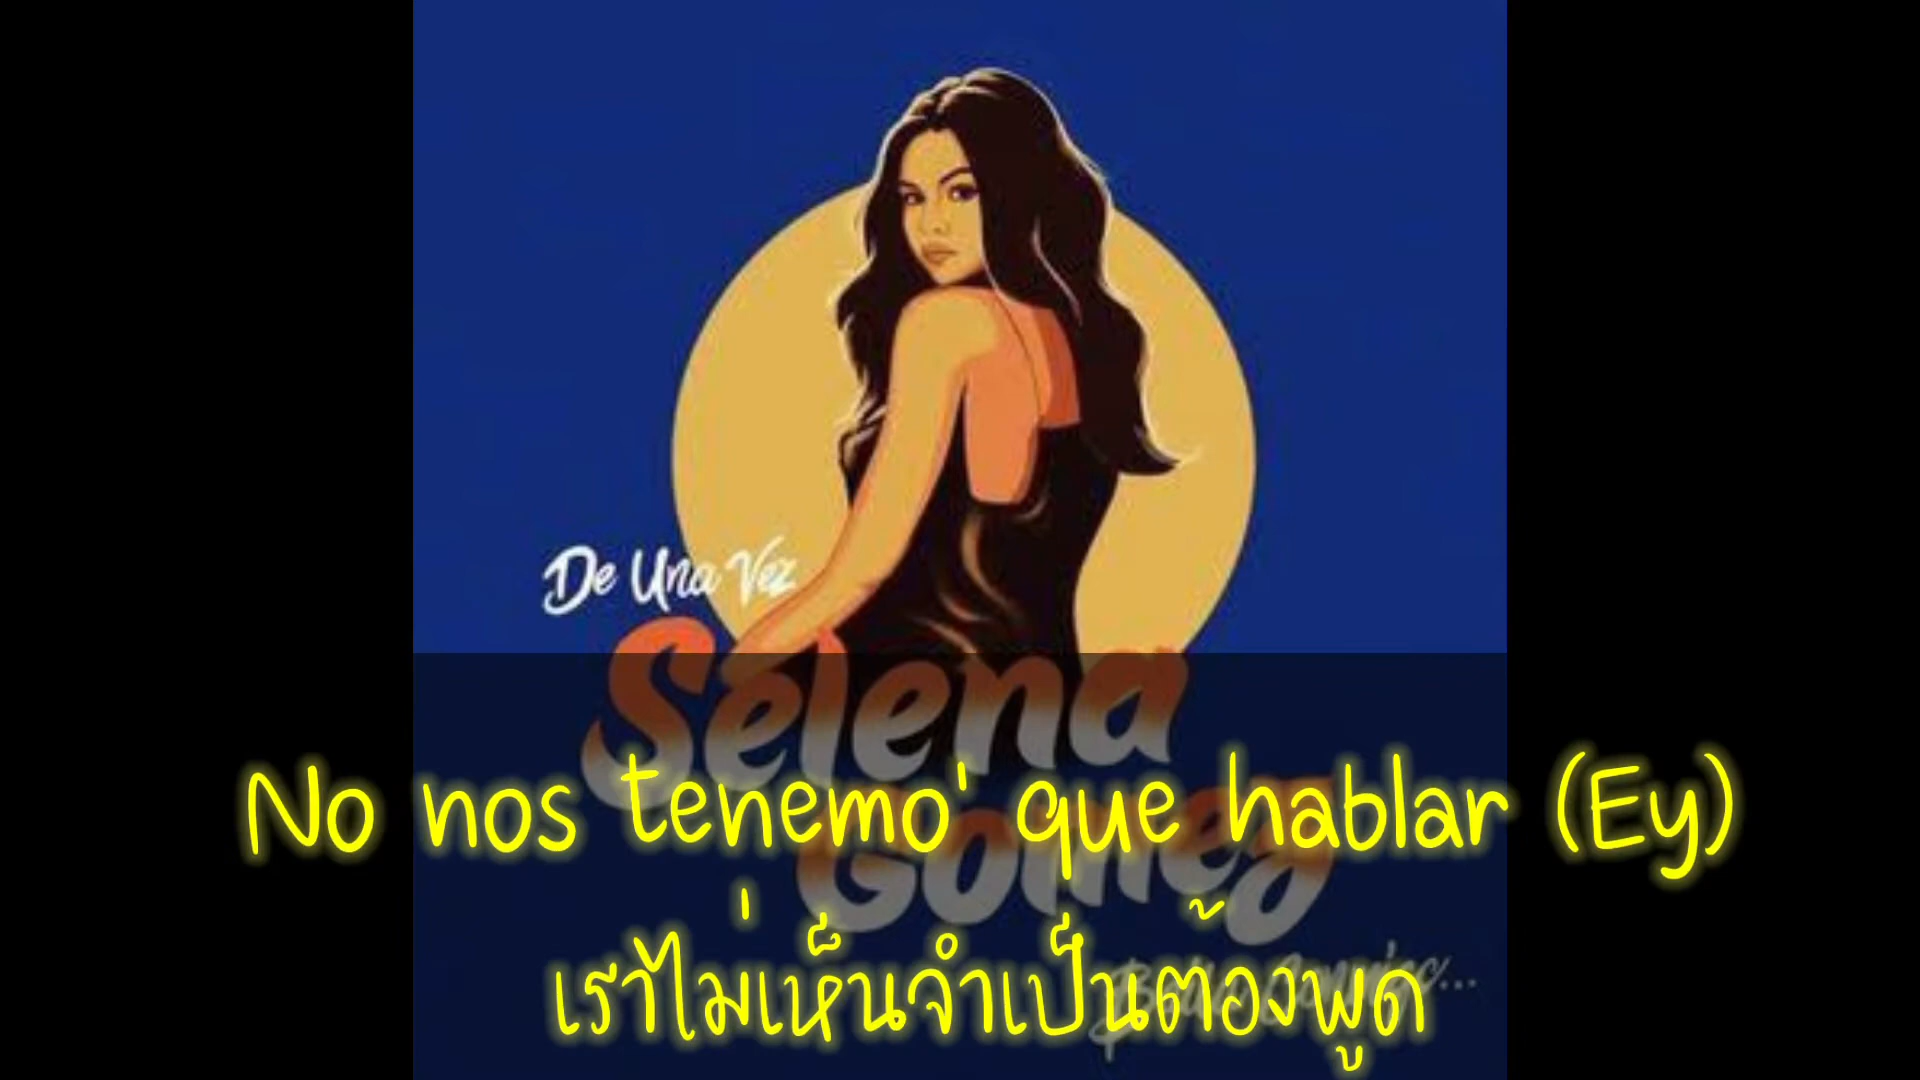 De Una Vez
Selena
Gomez
No nos tenemo' que hablar (Ey)
เราไม่เห็นจำเป็นต้องพูด